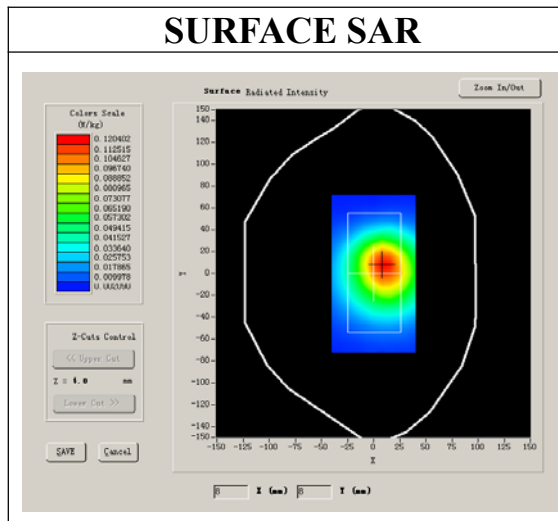 SURFACE SAR
Surface Radiated Intensity
Zoom In/Out
Colors Scale
(W/kg)
0.120402
0.112515
0.104627
0.096740
0.088852
0.080965
0.073077
0.065190
0.057302
0.049415
0.041527
0.033640
0.025753
0.017865
0.009978
150
140
120
100
80
60
40
20
0
-20
-40
-60
-80
-100
-120
-140
-150
Y
-150 -125 -100 -75 -50 -25 0 25 50 75 100 125 150
X
Z-Cuts Control
<< Upper Cut
Z = 4.0 mm
Lower Cut >>
SAVE Cancel
8 X (mm) 8 Y (mm)